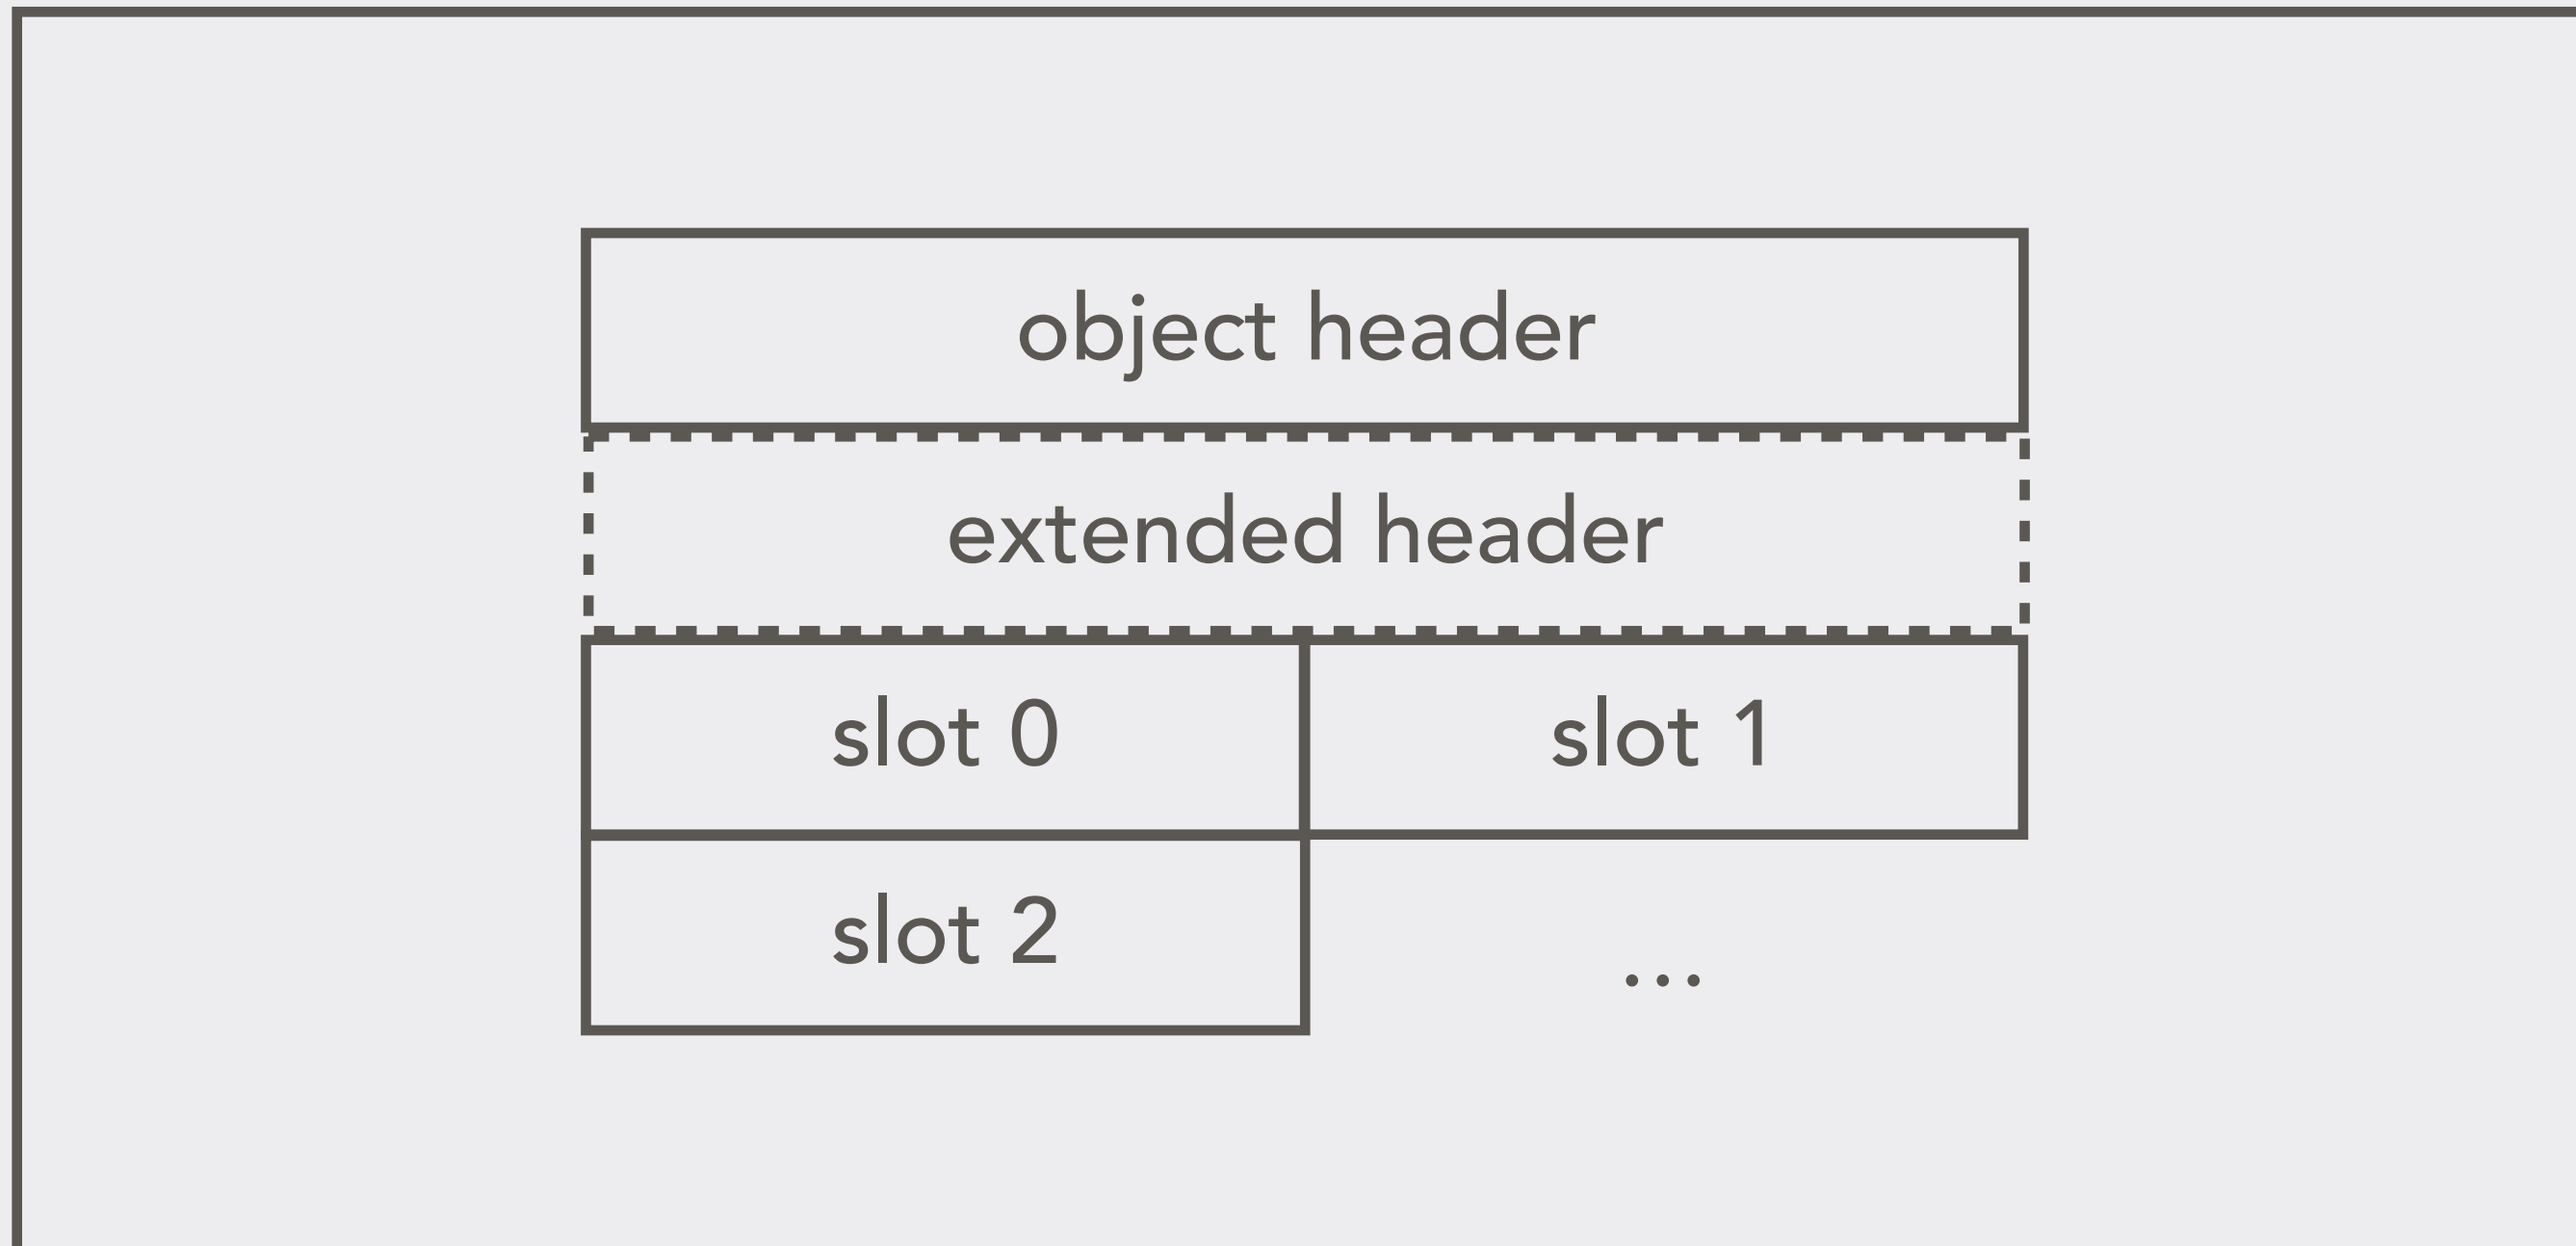 object header
extended header
slot 0 slot 1
slot 2 ...